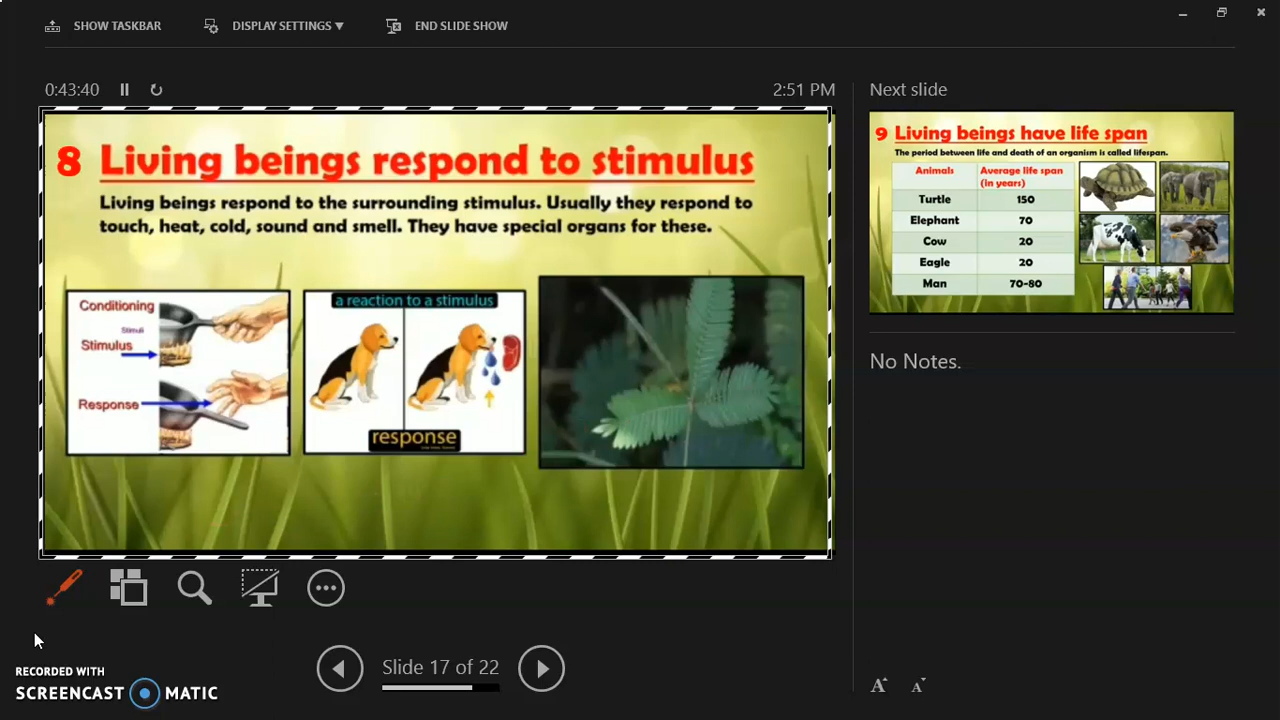 SHOW TASKBAR
DISPLAY SETTINGS ▼
END SLIDE SHOW
0:43:40
2:51 PM
8 Living beings respond to stimulus
Living beings respond to the surrounding stimulus. Usually they respond to
touch, heat, cold, sound and smell. They have special organs for these.
Conditioning
Stimuli
Stimulus
Response
a reaction to a stimulus
response
Next slide
9 Living beings have life span
The period between life and death of an organism is called lifespan.
Animals Average life span
(in years)
Turtle 150
Elephant 70
Cow 20
Eagle 20
Man 70-80
No Notes.
Slide 17 of 22
RECORDED WITH
SCREENCAST MATIC
A A